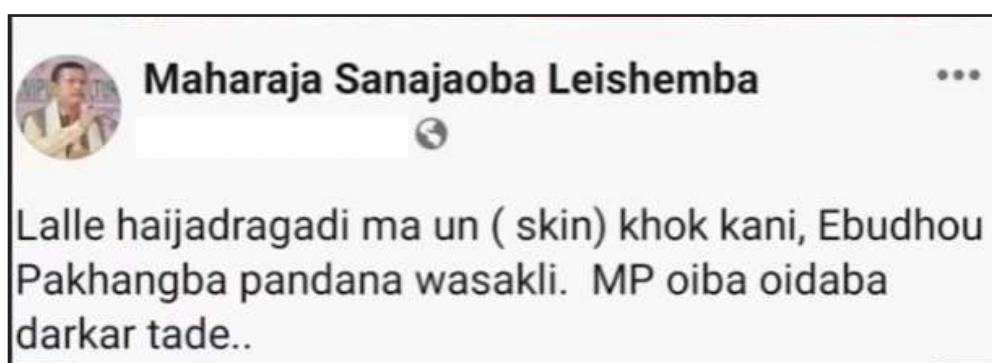 Maharaja Sanajaoba Leishemba
Lalle haijadragadi ma un ( skin) khok kani, Ebudhou
Pakhangba pandana wasakli. MP oiba oidaba
darkar tade..